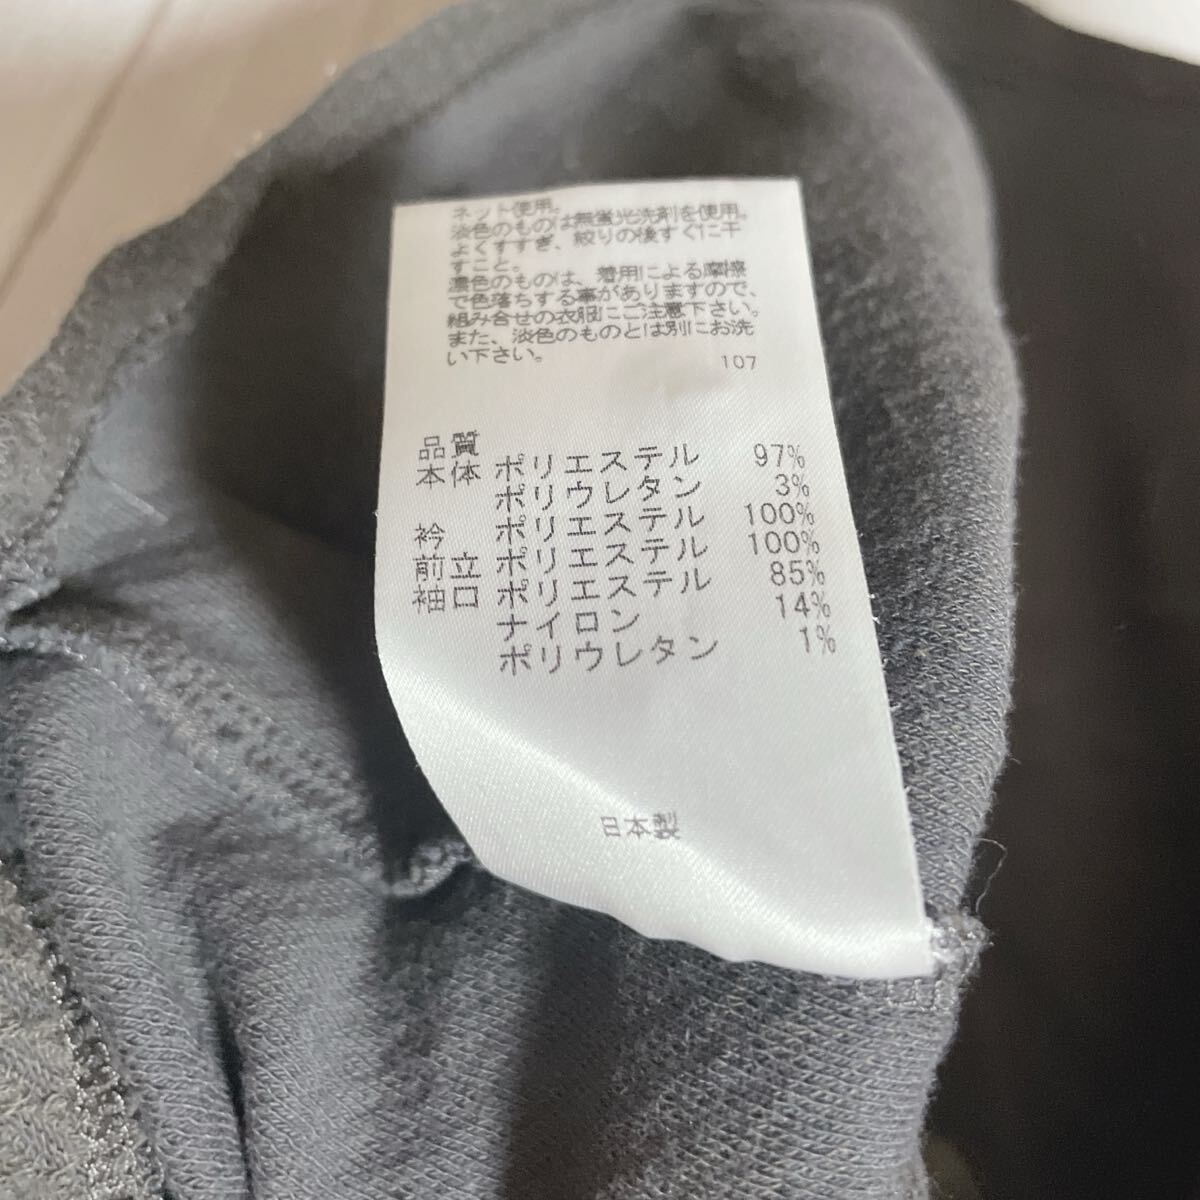 ネット使用。
淡色のものは無蛍光洗剤を使用。
よくすすぎ、絞りの後すぐに干
すこと。
濃色のものは、着用による摩擦
で色落ちする事がありますので、
組み合せの衣服にご注意下さい。
また、淡色のものとは別にお洗
い下さい。
107
品質
本体 ポリエステル 97%
ポリウレタン 3%
衿 ポリエステル 100%
前立 ポリエステル 100%
袖口 ポリエステル 85%
ナイロン 14%
ポリウレタン 1%
日本製